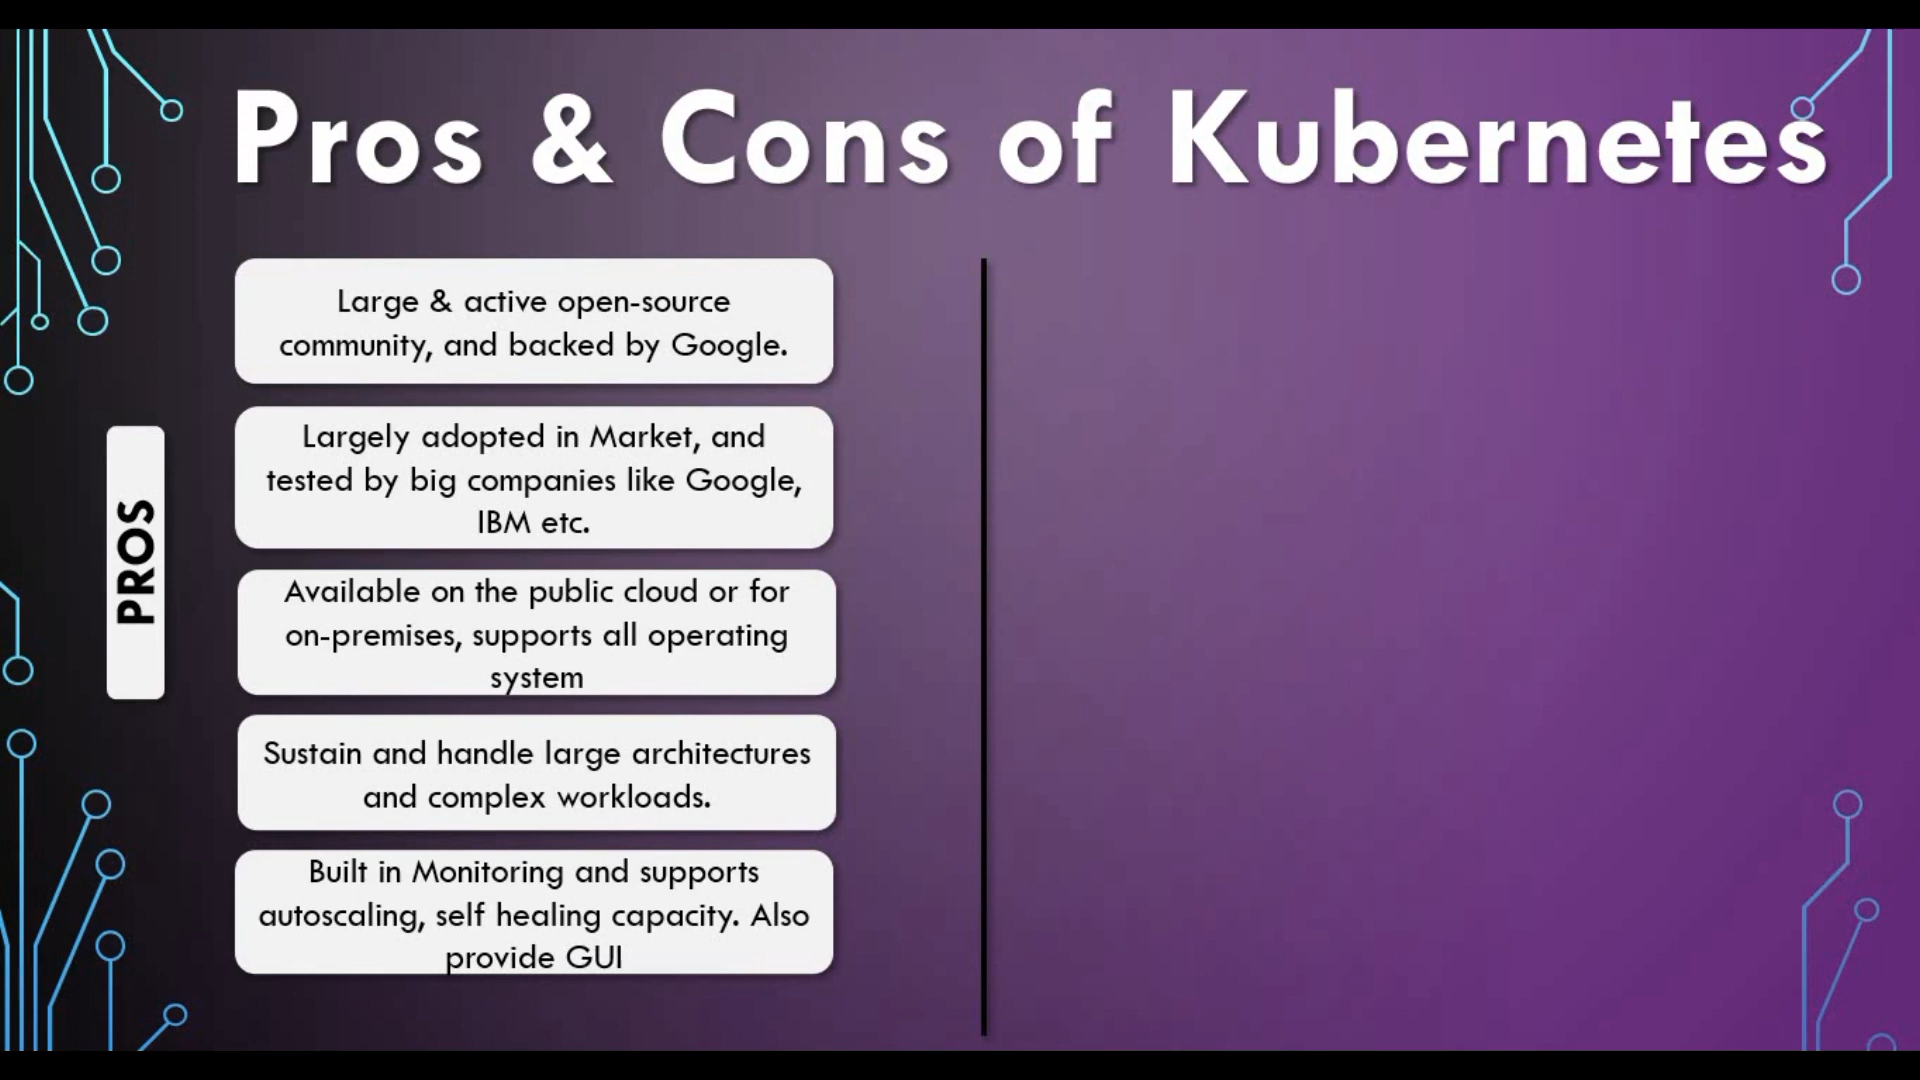 Pros & Cons of Kubernetes
PROS
Large & active open-source
community, and backed by Google.
Largely adopted in Market, and
tested by big companies like Google,
IBM etc.
Available on the public cloud or for
on-premises, supports all operating
system
Sustain and handle large architectures
and complex workloads.
Built in Monitoring and supports
autoscaling, self healing capacity. Also
provide GUI